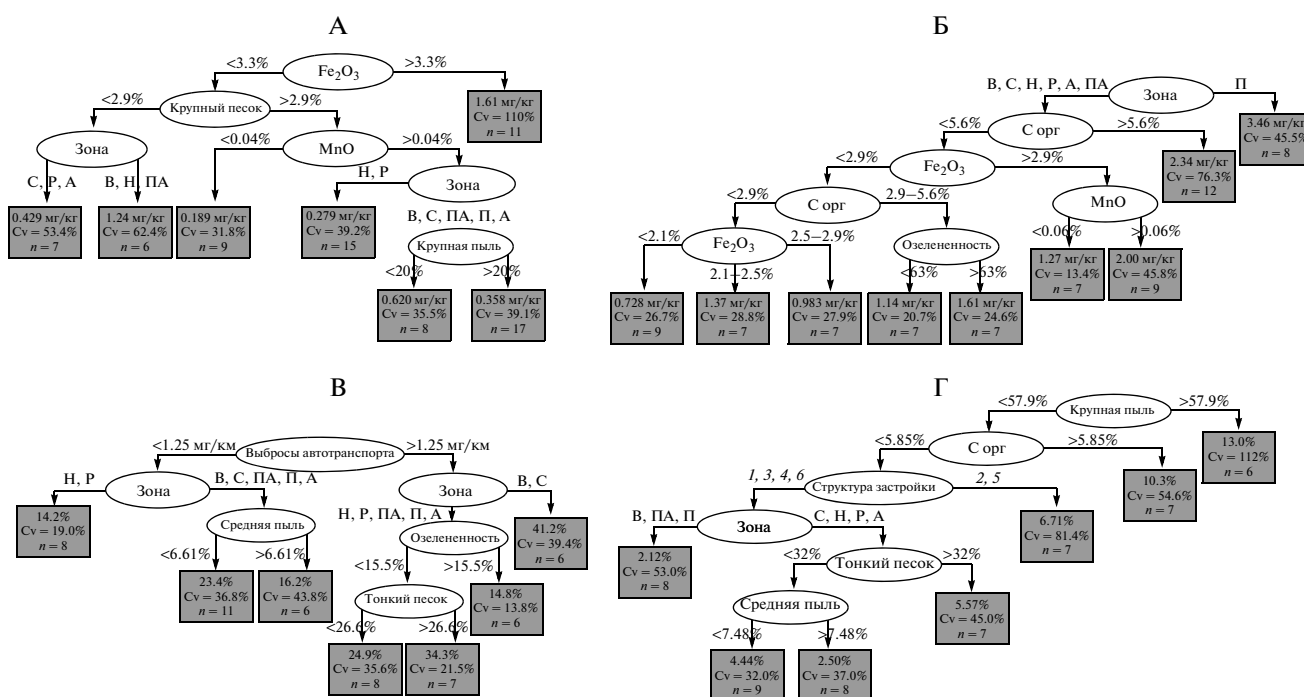 А
<3.3%
Fe2O3
>3.3%
<2.9%
Крупный песок
>2.9%
1.61 мг/кг
Cv = 110%
n = 11
Зона
<0.04%
MnO
>0.04%
С, Р, А
В, Н, ПА
Н, Р
Зона
0.429 мг/кг
Cv = 53.4%
n = 7
1.24 мг/кг
Cv = 62.4%
n = 6
0.189 мг/кг
Cv = 31.8%
n = 9
0.279 мг/кг
Cv = 39.2%
n = 15
В, С, ПА, П, А
Крупная пыль
<20%
>20%
0.620 мг/кг
Cv = 35.5%
n = 8
0.358 мг/кг
Cv = 39.1%
n = 17
Б
В, С, Н, Р, А, ПА
Зона
П
3.46 мг/кг
Cv = 45.5%
n = 8
<5.6%
С орг
>5.6%
2.34 мг/кг
Cv = 76.3%
n = 12
<2.9%
Fe2O3
>2.9%
<2.9%
С орг
2.9–5.6%
MnO
<0.06%
>0.06%
1.27 мг/кг
Cv = 13.4%
n = 7
2.00 мг/кг
Cv = 45.8%
n = 9
<2.1%
Fe2O3
2.5–2.9%
2.1–2.5%
Озелененность
<63%
>63%
0.728 мг/кг
Cv = 26.7%
n = 9
1.37 мг/кг
Cv = 28.8%
n = 7
0.983 мг/кг
Cv = 27.9%
n = 7
1.14 мг/кг
Cv = 20.7%
n = 7
1.61 мг/кг
Cv = 24.6%
n = 7
В
<1.25 мг/км
Выбросы автотранспорта
>1.25 мг/км
Н, Р
Зона
В, С, ПА, П, А
Зона
В, С
14.2%
Cv = 19.0%
n = 8
Средняя пыль
<6.61%
>6.61%
23.4%
Cv = 36.8%
n = 11
16.2%
Cv = 43.8%
n = 6
Н, Р, ПА, П, А
Озелененность
41.2%
Cv = 39.4%
n = 6
<15.5%
>15.5%
Тонкий песок
14.8%
Cv = 13.8%
n = 6
<26.6%
>26.6%
24.9%
Cv = 35.6%
n = 8
34.3%
Cv = 21.5%
n = 7
Г
<57.9%
Крупная пыль
>57.9%
13.0%
Cv = 112%
n = 6
<5.85%
С орг
>5.85%
10.3%
Cv = 54.6%
n = 7
1, 3, 4, 6
Структура застройки
2, 5
6.71%
Cv = 81.4%
n = 7
В, ПА, П
Зона
С, Н, Р, А
2.12%
Cv = 53.0%
n = 8
<32%
Тонкий песок
>32%
5.57%
Cv = 45.0%
n = 7
Средняя пыль
<7.48%
>7.48%
4.44%
Cv = 32.0%
n = 9
2.50%
Cv = 37.0%
n = 8